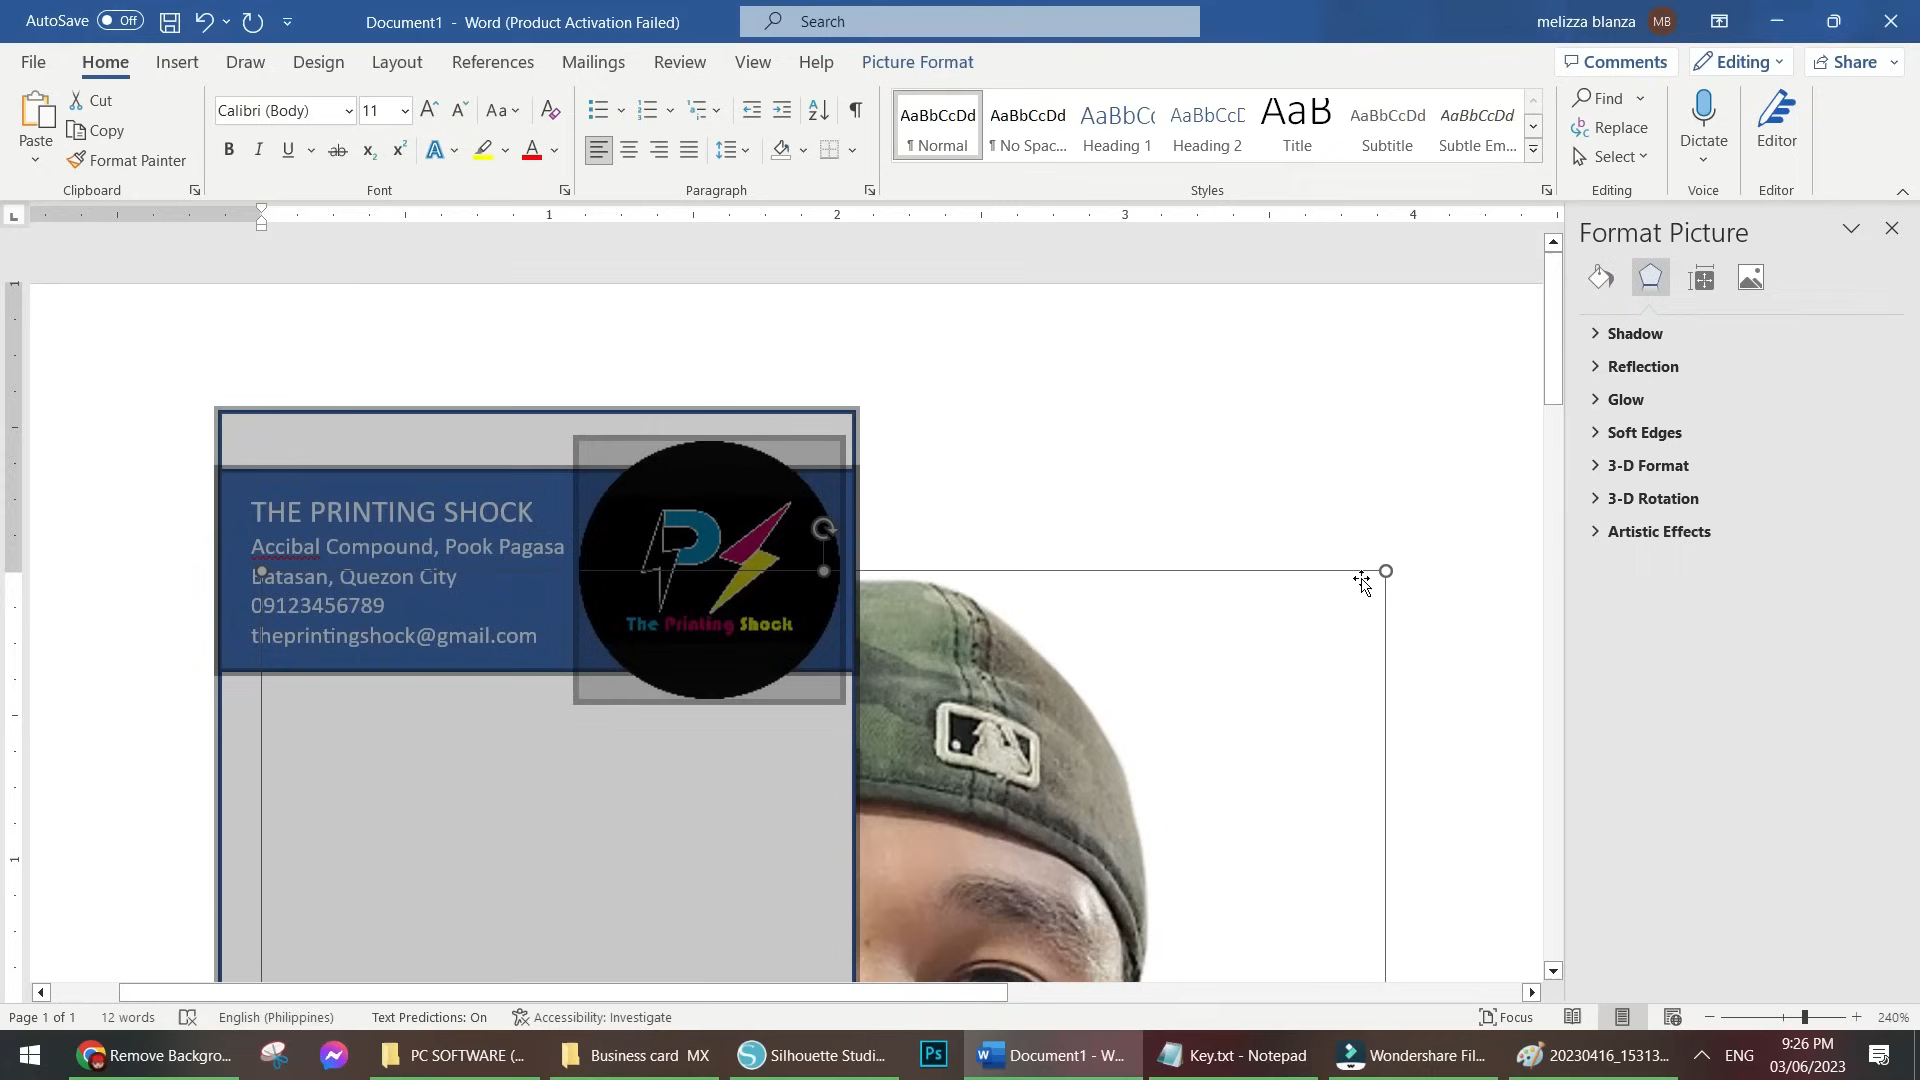 AutoSave Off
Document1 - Word (Product Activation Failed)
Search
melizza blanza MB
File Home Insert Draw Design Layout References Mailings Review View Help Picture Format
Comments Editing Share
Paste
Cut
Copy
Format Painter
Clipboard
Calibri (Body) 11
Font
Paragraph
AaBbCcDd AaBbCcDd AaBbCc AaBbCcD AaB AaBbCcDd AaBbCcDd
¶ Normal ¶ No Spac... Heading 1 Heading 2 Title Subtitle Subtle Em...
Styles
Find
Replace
Select
Editing
Dictate
Voice
Editor
Editor
1 2 3 4
Format Picture
Shadow
Reflection
Glow
Soft Edges
3-D Format
3-D Rotation
Artistic Effects
THE PRINTING SHOCK
Accibal Compound, Pook Pagasa
Batasan, Quezon City
09123456789
theprintingshock@gmail.com
The Printing Shock
Page 1 of 1 12 words English (Philippines) Text Predictions: On Accessibility: Investigate Focus 240%
Remove Backgro... PC SOFTWARE (... Business card MX Silhouette Studi... Ps Document1 - W... Key.txt - Notepad Wondershare Fil... 20230416_15313... ENG
9:26 PM
03/06/2023